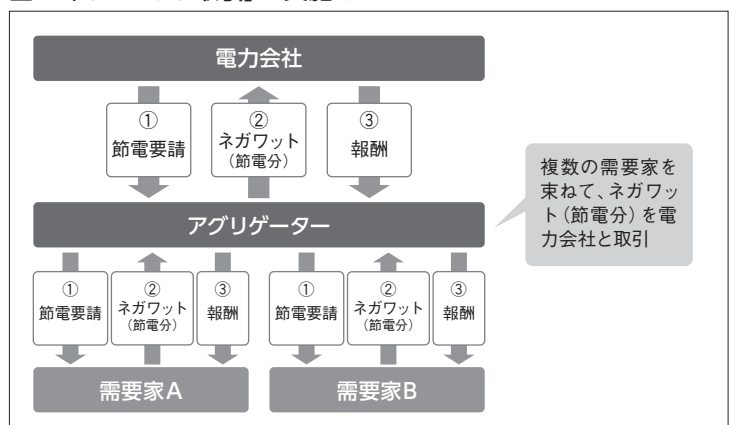 電力会社
①
節電要請
②
ネガワット
(節電分)
③
報酬
複数の需要家を
束ねて、ネガワッ
ト(節電分)を電
力会社と取引
アグリゲーター
①
節電要請
②
ネガワット
(節電分)
③
報酬
①
節電要請
②
ネガワット
(節電分)
③
報酬
需要家A
需要家B